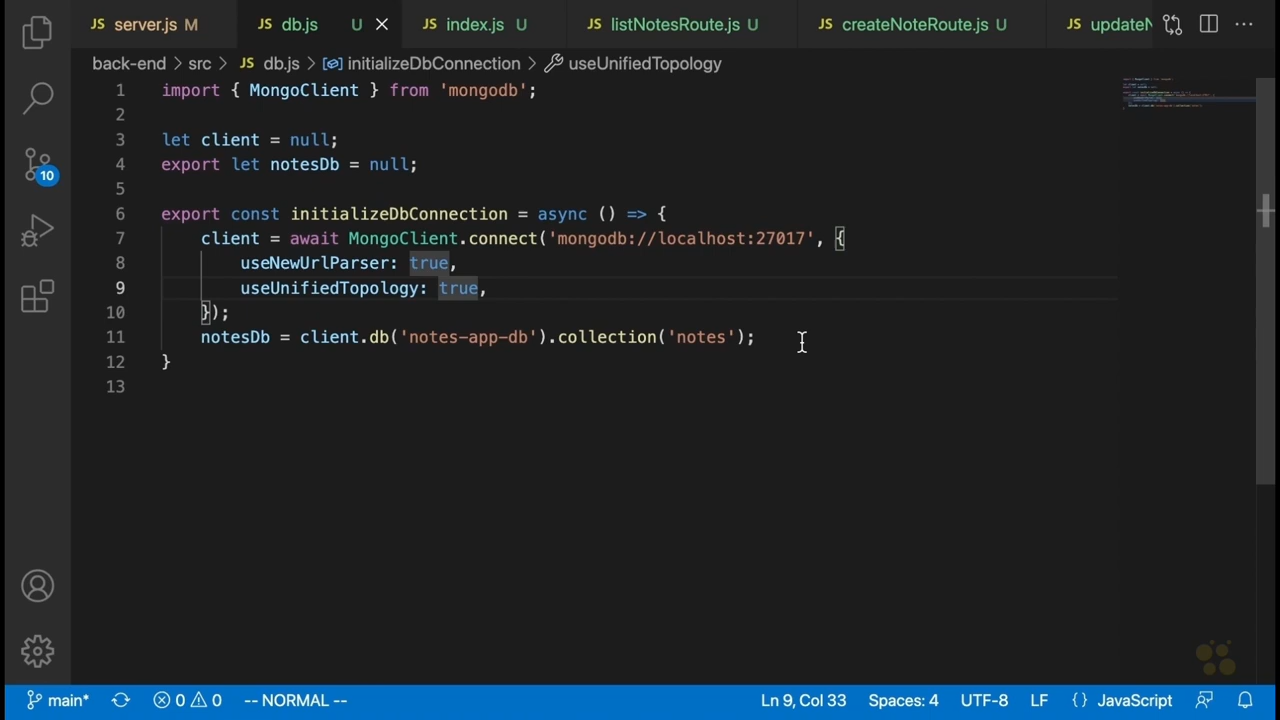 server.js M
db.js U
index.js U
listNotesRoute.js U
createNoteRoute.js U
updateN
back-end > src > JS db.js > initializeDbConnection > useUnifiedTopology
1 import { MongoClient } from 'mongodb';
2
3 let client = null;
4 export let notesDb = null;
5
6 export const initializeDbConnection = async () => {
7 client = await MongoClient.connect('mongodb://localhost:27017', {
8 useNewUrlParser: true,
9 useUnifiedTopology: true,
10 });
11 notesDb = client.db('notes-app-db').collection('notes');
12 }
13
10
main* 0 0 -- NORMAL -- Ln 9, Col 33 Spaces: 4 UTF-8 LF {} JavaScript